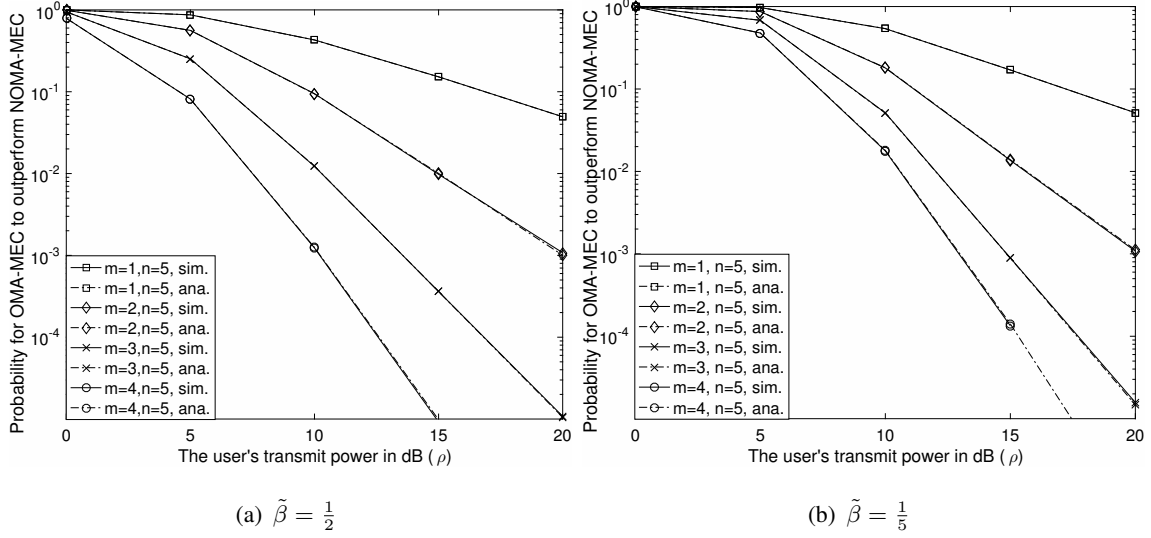 Probability for OMA-MEC to outperform NOMA-MEC
10^0
10^-1
10^-2
10^-3
10^-4
m=1,n=5, sim.
m=1,n=5, ana.
m=2,n=5, sim.
m=2,n=5, ana.
m=3,n=5, sim.
m=3,n=5, ana.
m=4,n=5, sim.
m=4,n=5, ana.
0 5 10 15 20
The user's transmit power in dB ( ρ)
(a) β̃ = 1/2
Probability for OMA-MEC to outperform NOMA-MEC
10^0
10^-1
10^-2
10^-3
10^-4
m=1, n=5, sim.
m=1, n=5, ana.
m=2, n=5, sim.
m=2, n=5, ana.
m=3, n=5, sim.
m=3, n=5, ana.
m=4, n=5, sim.
m=4, n=5, ana.
0 5 10 15 20
The user's transmit power in dB ( ρ)
(b) β̃ = 1/5